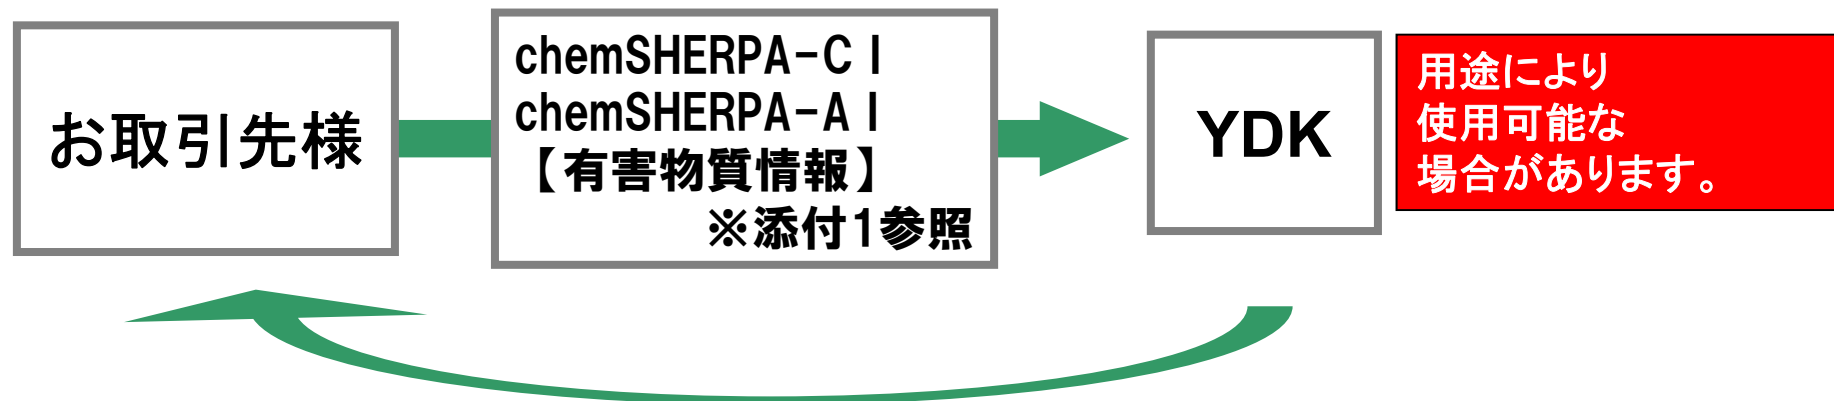 お取引先様
chemSHERPA-CI
chemSHERPA-AI
【有害物質情報】
※添付1参照
YDK
用途により
使用可能な
場合があります。